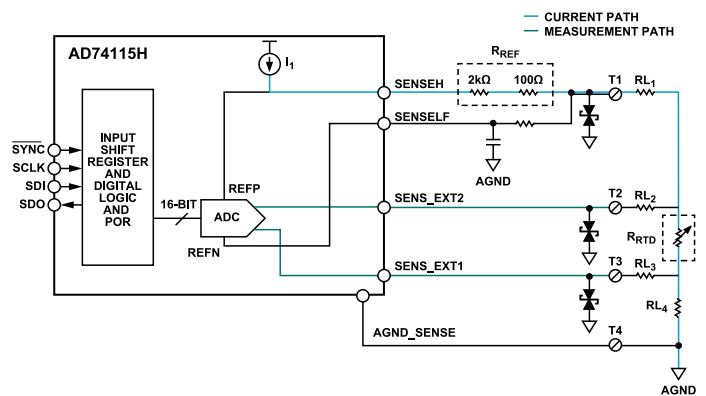 CURRENT PATH
MEASUREMENT PATH
AD74115H
I1
RREF
2kΩ
100Ω
SENSEH
T1
RL1
SENSELF
AGND
INPUT
SHIFT
REGISTER
AND
DIGITAL
LOGIC
AND
POR
SYNC
SCLK
SDI
SDO
16-BIT
REFP
ADC
REFN
SENS_EXT2
T2
RL2
RRTD
SENS_EXT1
T3
RL3
RL4
AGND_SENSE
T4
AGND